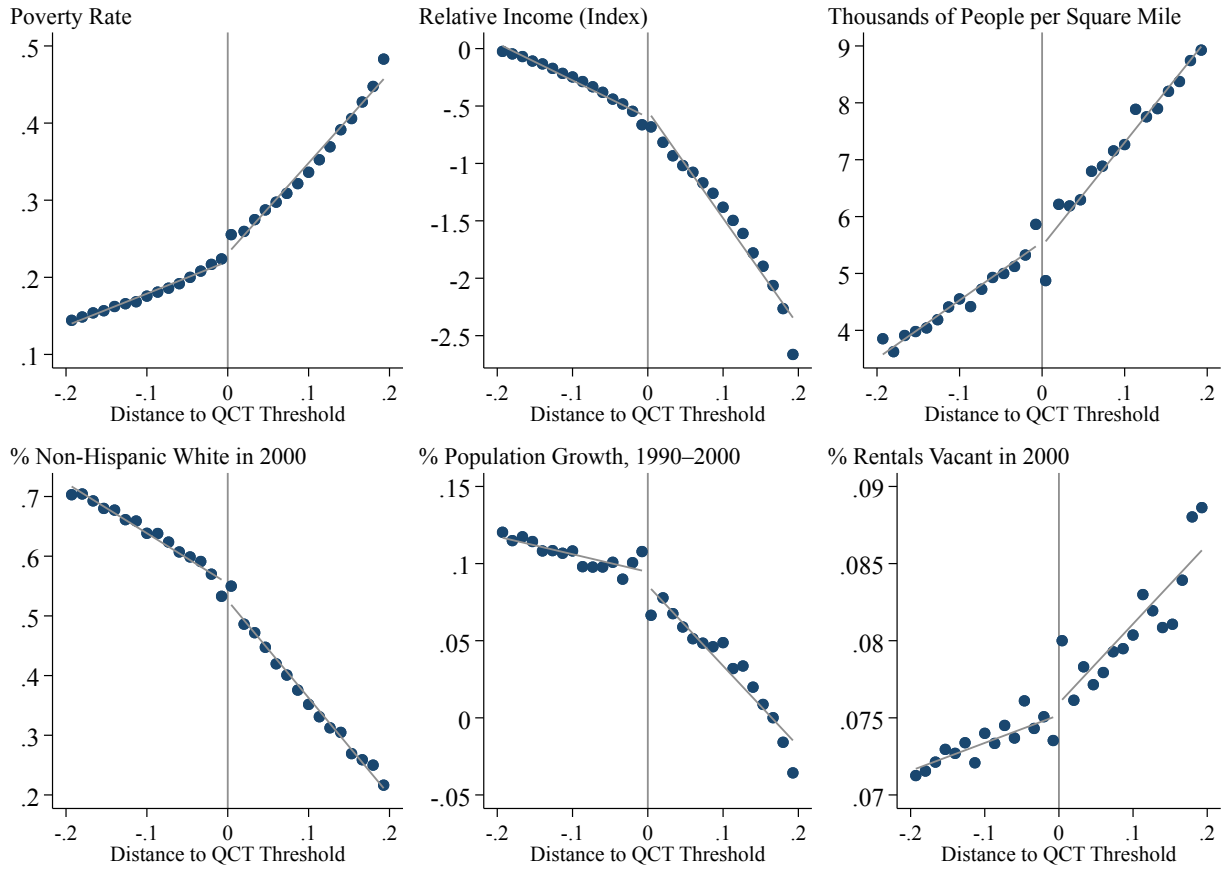 Poverty Rate
.5
.4
.3
.2
.1
-.2 -.1 0 .1 .2
Distance to QCT Threshold
Relative Income (Index)
0
-.5
-1
-1.5
-2
-2.5
-.2 -.1 0 .1 .2
Distance to QCT Threshold
Thousands of People per Square Mile
9
8
7
6
5
4
-.2 -.1 0 .1 .2
Distance to QCT Threshold
% Non-Hispanic White in 2000
.7
.6
.5
.4
.3
.2
-.2 -.1 0 .1 .2
Distance to QCT Threshold
% Population Growth, 1990–2000
.15
.1
.05
0
-.05
-.2 -.1 0 .1 .2
Distance to QCT Threshold
% Rentals Vacant in 2000
.09
.085
.08
.075
.07
-.2 -.1 0 .1 .2
Distance to QCT Threshold